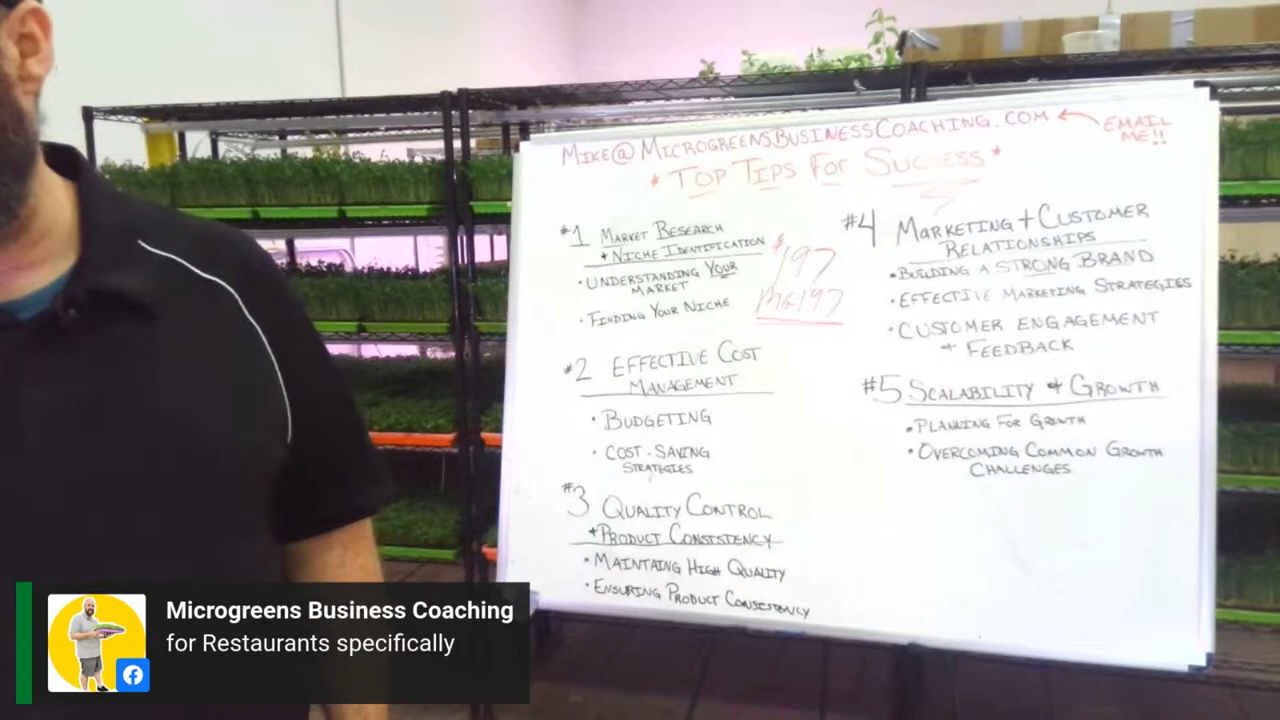 MIKE@MICROGREENSBUSINESSCOACHING.COM ← EMAIL ME!!
* TOP TIPS FOR SUCCESS *
#1 MARKET RESEARCH
+ NICHE IDENTIFICATION
• UNDERSTANDING YOUR
MARKET
• FINDING YOUR NICHE
$197
MG197
#2 EFFECTIVE COST
MANAGEMENT
• BUDGETING
• COST-SAVING
STRATEGIES
#3 QUALITY CONTROL
+ PRODUCT CONSISTENCY
• MAINTAING HIGH QUALITY
• ENSURING PRODUCT CONSISTENCY
#4 MARKETING + CUSTOMER
RELATIONSHIPS
• BUILDING A STRONG BRAND
• EFFECTIVE MARKETING STRATEGIES
• CUSTOMER ENGAGEMENT
+ FEEDBACK
#5 SCALABILITY + GROWTH
• PLANNING FOR GROWTH
• OVERCOMING COMMON GROWTH
CHALLENGES
Microgreens Business Coaching
for Restaurants specifically